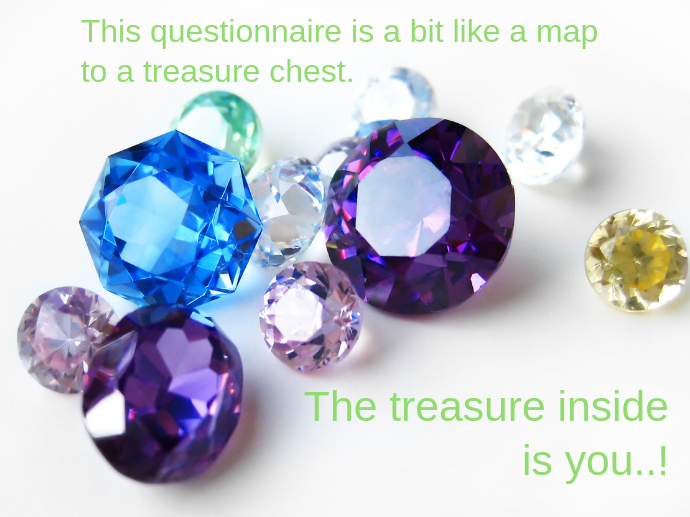 This questionnaire is a bit like a map
to a treasure chest.
The treasure inside
is you..!